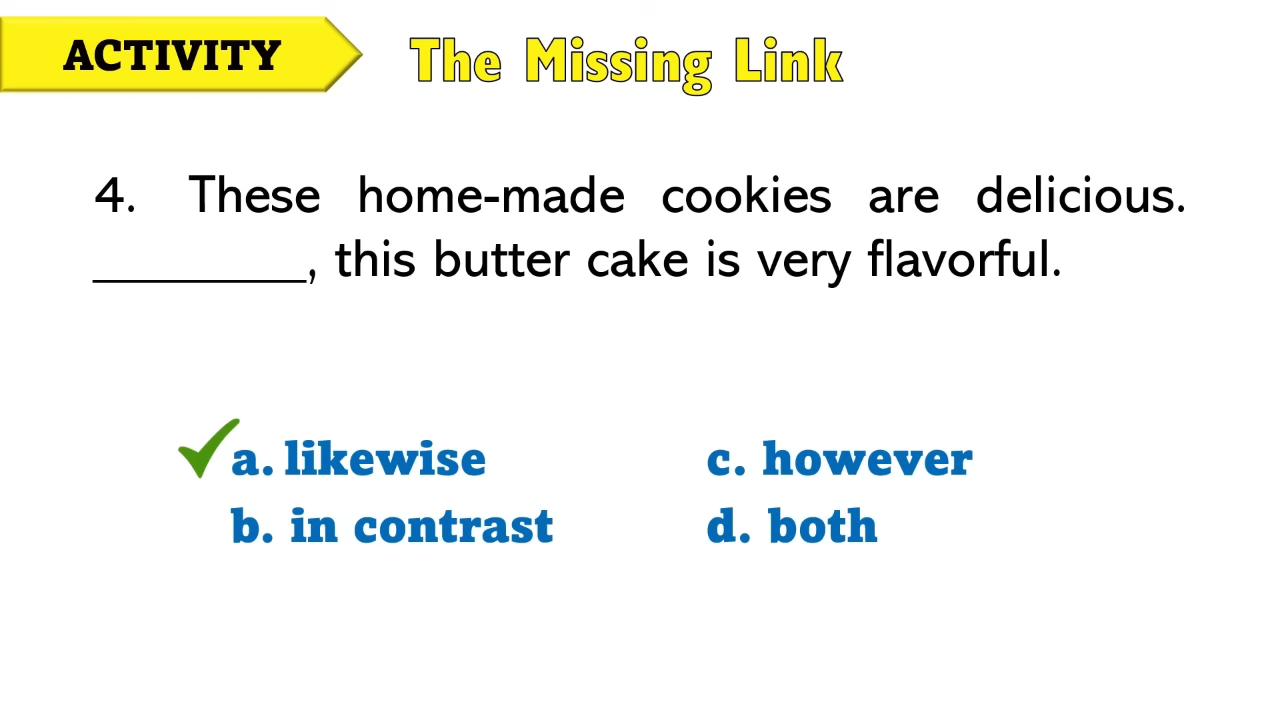 ACTIVITY
The Missing Link
4. These home-made cookies are delicious.
_________, this butter cake is very flavorful.
a. likewise
c. however
b. in contrast
d. both